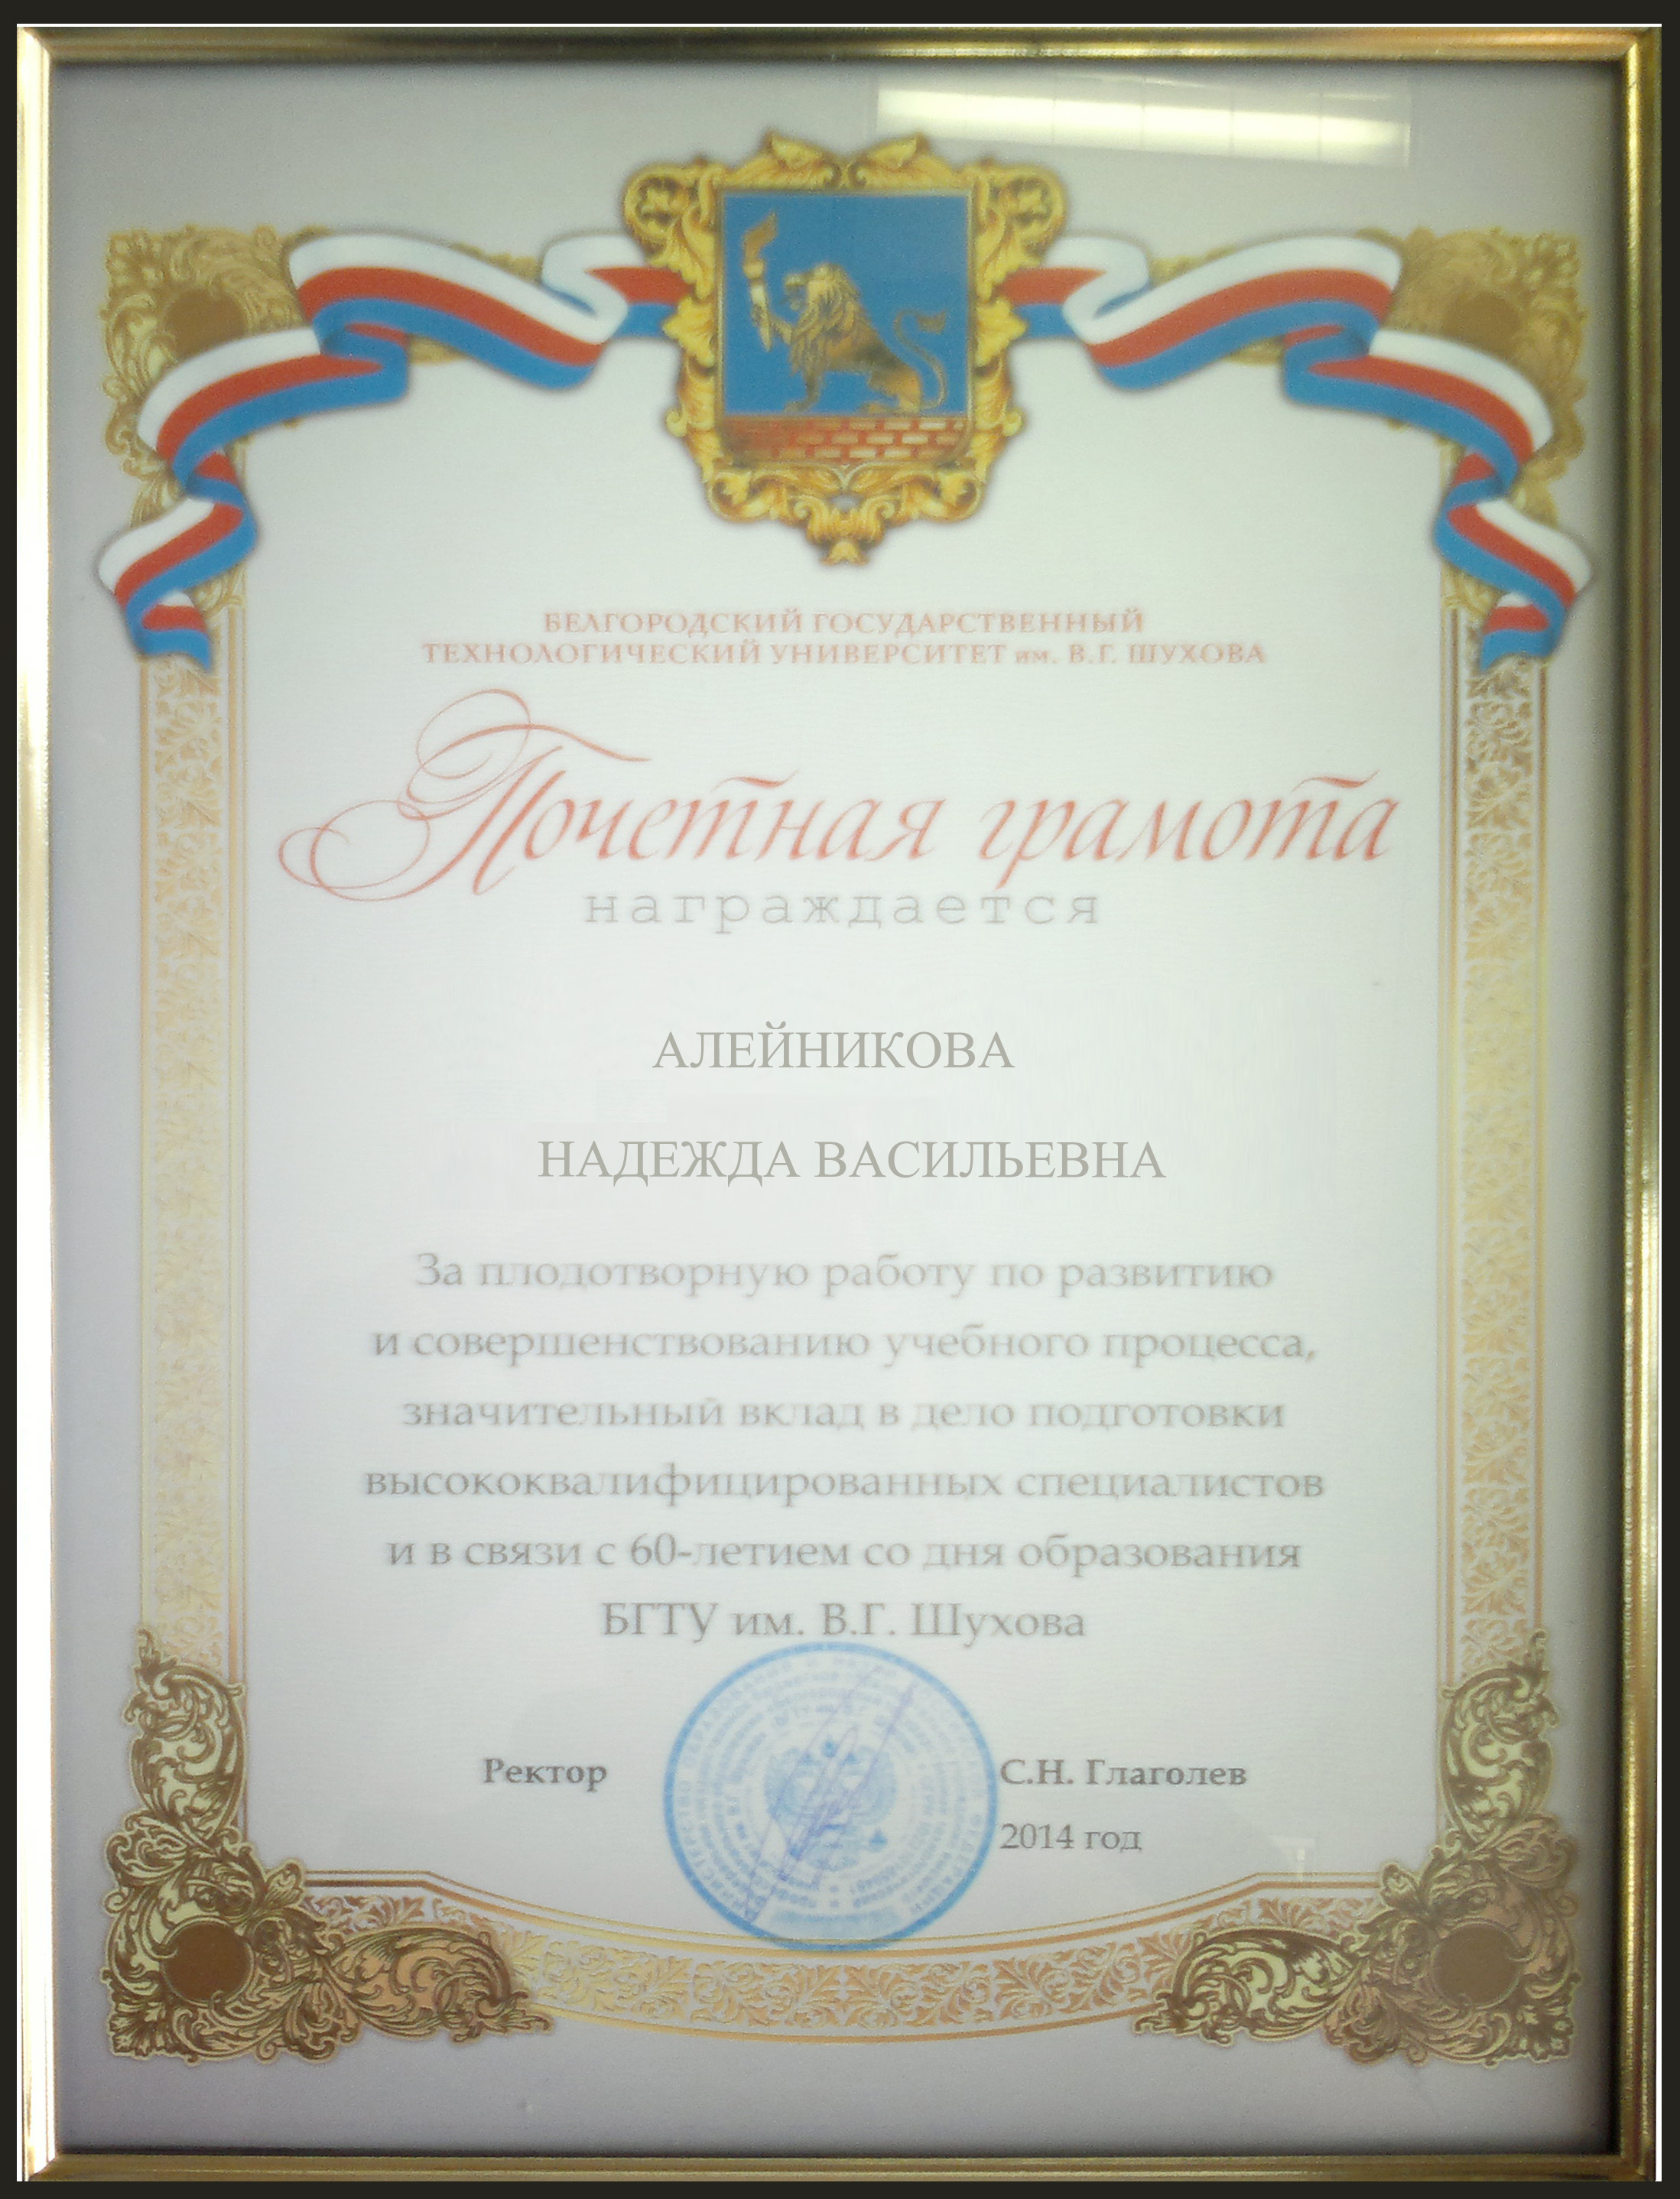 БЕЛГОРОДСКИЙ ГОСУДАРСТВЕННЫЙ
ТЕХНОЛОГИЧЕСКИЙ УНИВЕРСИТЕТ им. В.Г. ШУХОВА
Почетная грамота
награждается
АЛЕЙНИКОВА
НАДЕЖДА ВАСИЛЬЕВНА
За плодотворную работу по развитию
и совершенствованию учебного процесса,
значительный вклад в дело подготовки
высококвалифицированных специалистов
и в связи с 60-летием со дня образования
БГТУ им. В.Г. Шухова
Ректор С.Н. Глаголев
2014 год